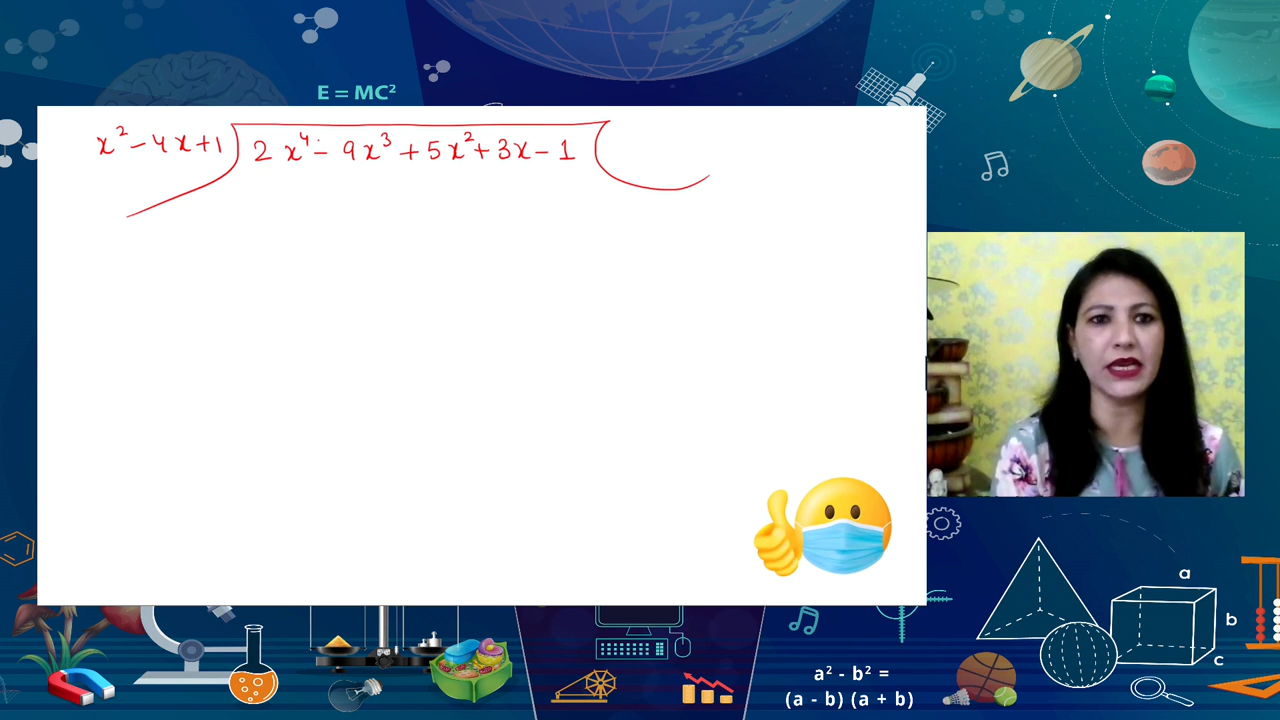 E = MC²
x² - 4x + 1 ) 2x⁴ - 9x³ + 5x² + 3x - 1 (
a
b
c
a² - b² =
(a - b) (a + b)